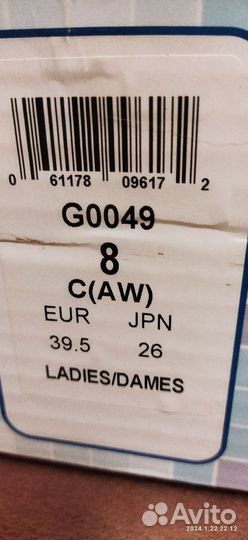 0 61178 09617 2
G0049
8
C(AW)
EUR JPN
39.5 26
LADIES/DAMES
Avito
2024.1.22 22:12